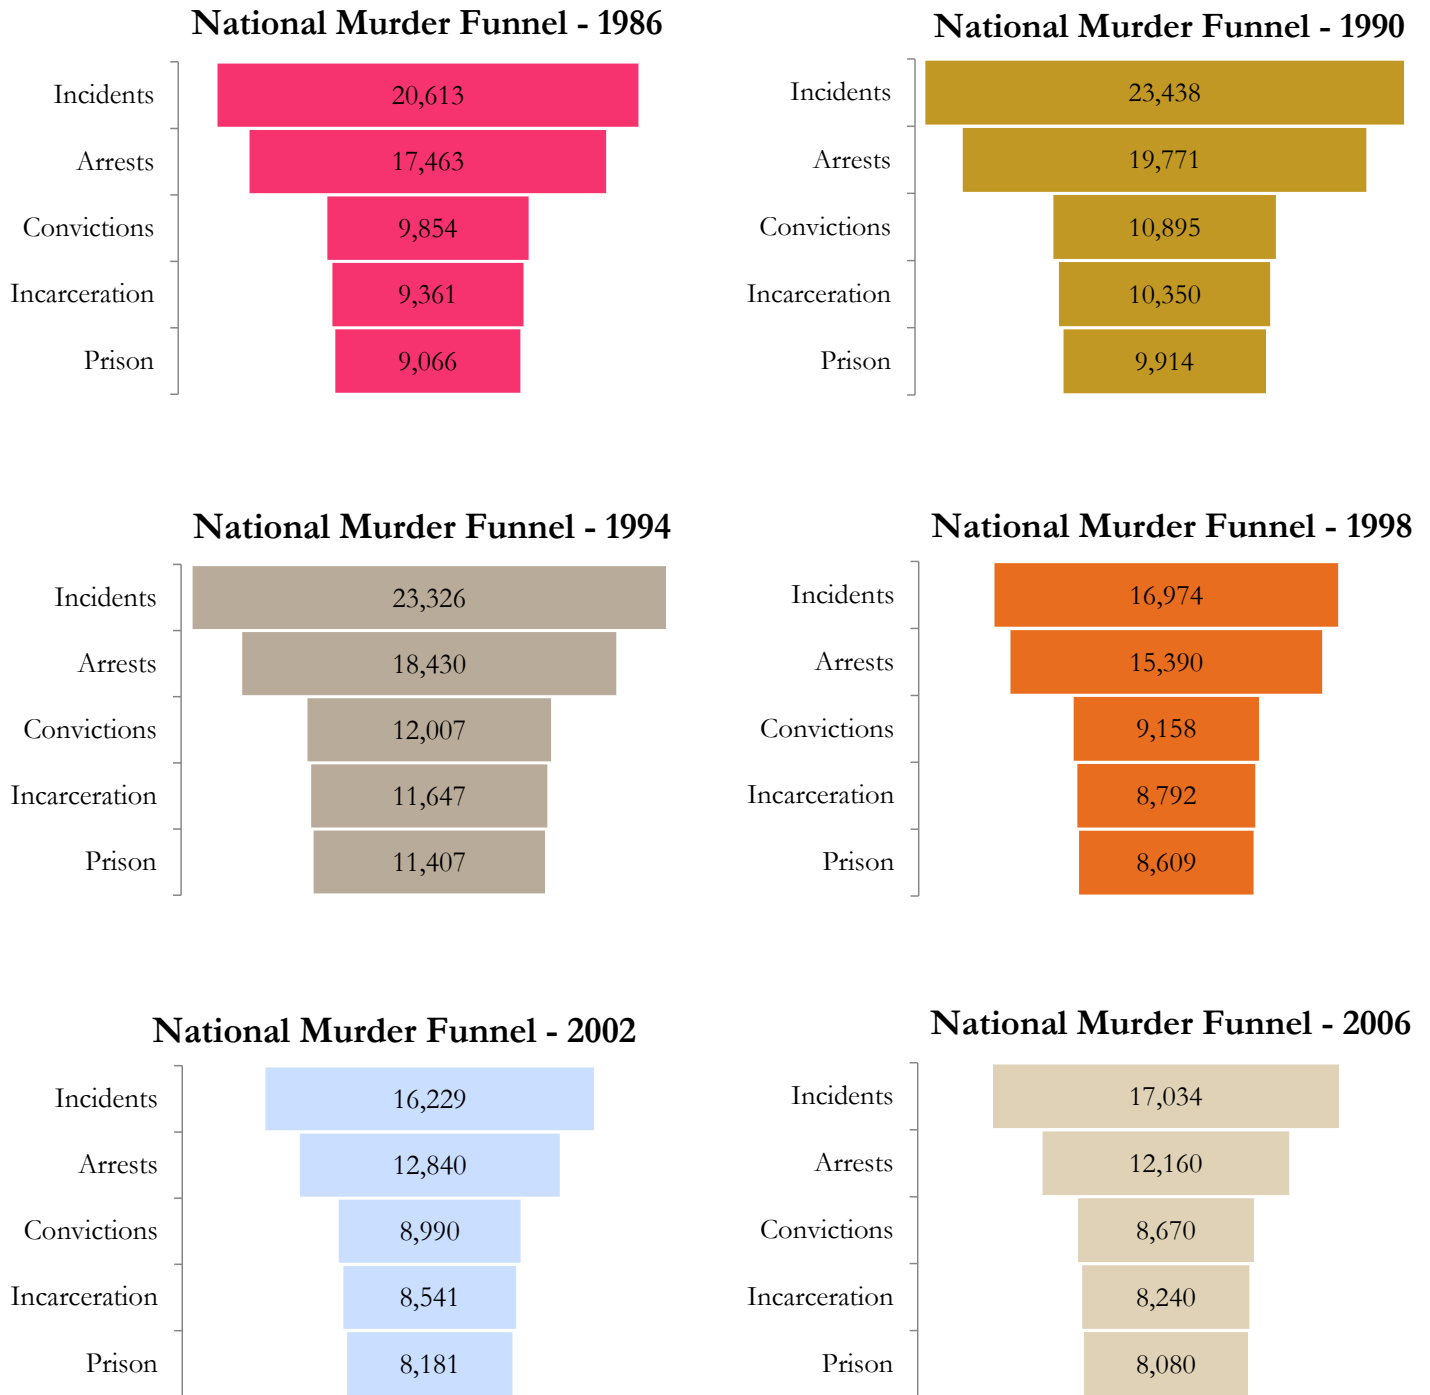 National Murder Funnel - 1986
Incidents 20,613
Arrests 17,463
Convictions 9,854
Incarceration 9,361
Prison 9,066
National Murder Funnel - 1990
Incidents 23,438
Arrests 19,771
Convictions 10,895
Incarceration 10,350
Prison 9,914
National Murder Funnel - 1994
Incidents 23,326
Arrests 18,430
Convictions 12,007
Incarceration 11,647
Prison 11,407
National Murder Funnel - 1998
Incidents 16,974
Arrests 15,390
Convictions 9,158
Incarceration 8,792
Prison 8,609
National Murder Funnel - 2002
Incidents 16,229
Arrests 12,840
Convictions 8,990
Incarceration 8,541
Prison 8,181
National Murder Funnel - 2006
Incidents 17,034
Arrests 12,160
Convictions 8,670
Incarceration 8,240
Prison 8,080